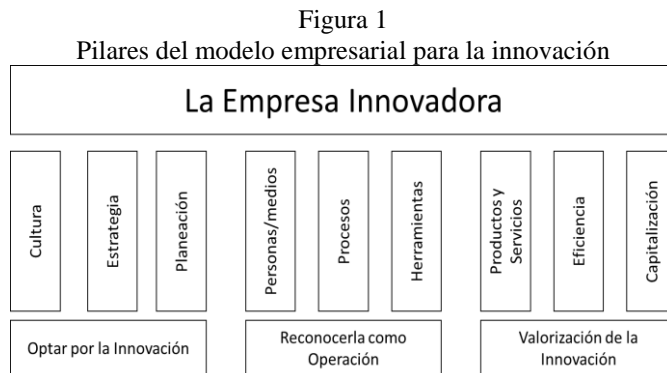 Figura 1
Pilares del modelo empresarial para la innovación
La Empresa Innovadora
Cultura
Estrategia
Planeación
Personas/medios
Procesos
Herramientas
Productos y
Servicios
Eficiencia
Capitalización
Optar por la Innovación
Reconocerla como
Operación
Valorización de la
Innovación